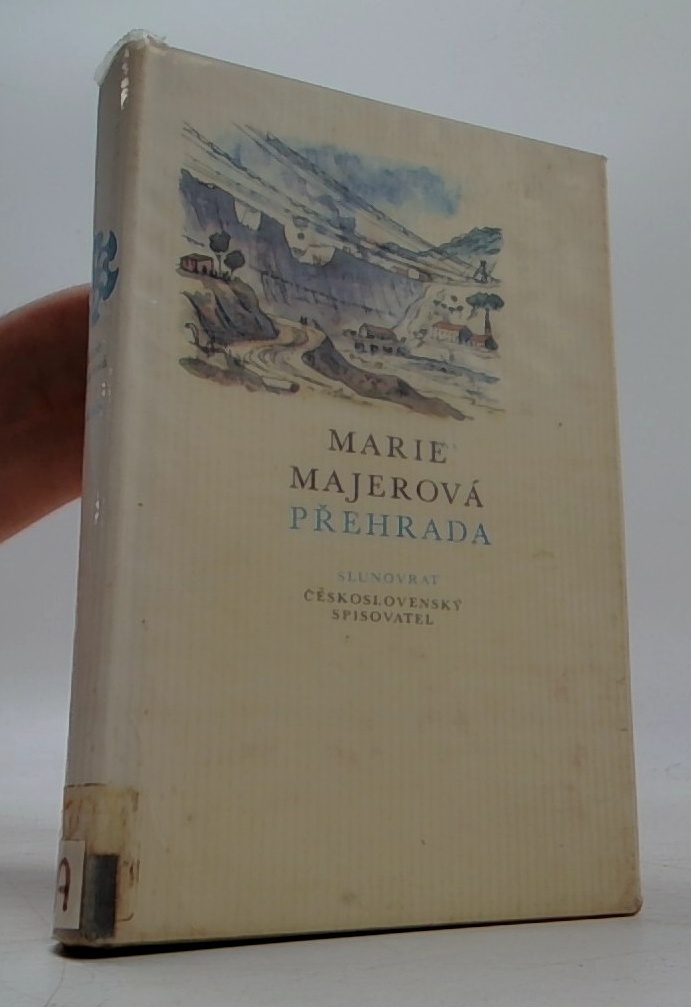 MARIE
MAJEROVÁ
PŘEHRADA
SLUNOVRAT
ČESKOSLOVENSKÝ
SPISOVATEL
A